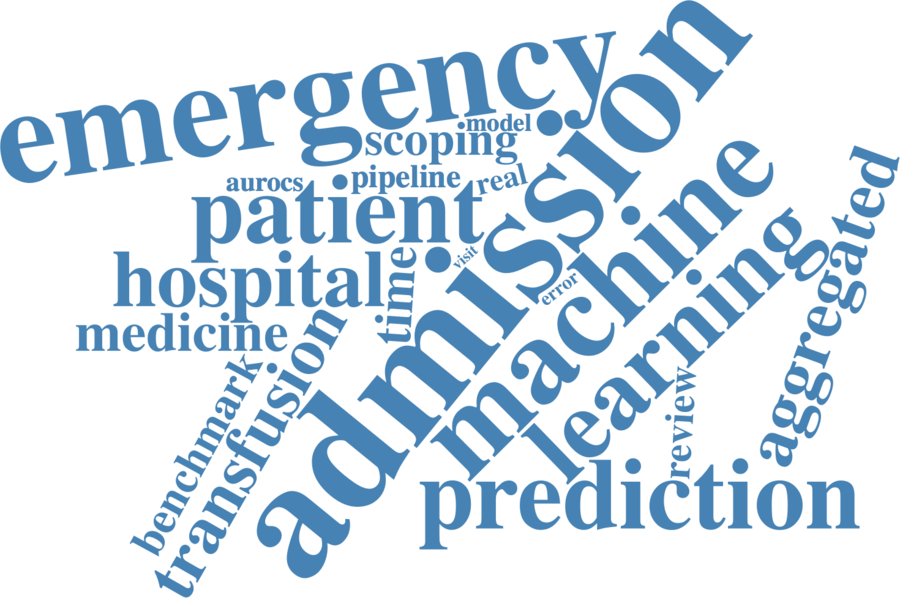 emergency
admission
model
scoping
aurocs
pipeline
real
patient
machine
visit
hospital
time
error
learning
aggregated
medicine
transfusion
benchmark
review
prediction